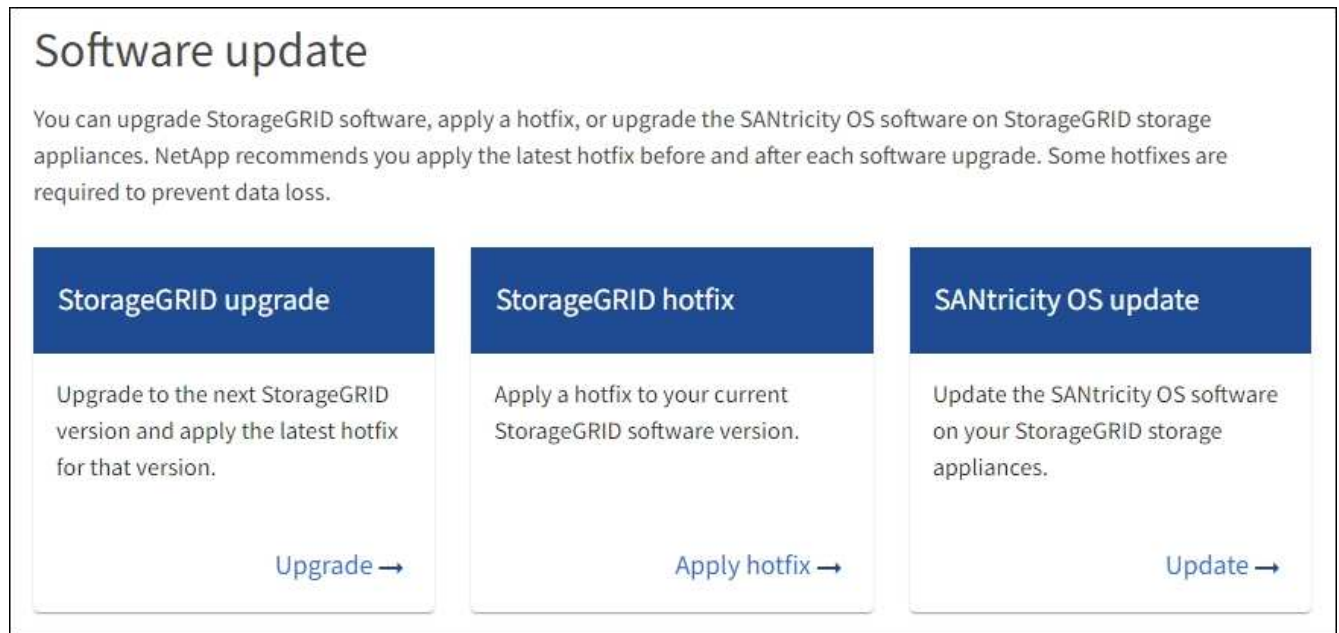 Software update
You can upgrade StorageGRID software, apply a hotfix, or upgrade the SANtricity OS software on StorageGRID storage
appliances. NetApp recommends you apply the latest hotfix before and after each software upgrade. Some hotfixes are
required to prevent data loss.
StorageGRID upgrade
Upgrade to the next StorageGRID
version and apply the latest hotfix
for that version.
Upgrade →
StorageGRID hotfix
Apply a hotfix to your current
StorageGRID software version.
Apply hotfix →
SANtricity OS update
Update the SANtricity OS software
on your StorageGRID storage
appliances.
Update →